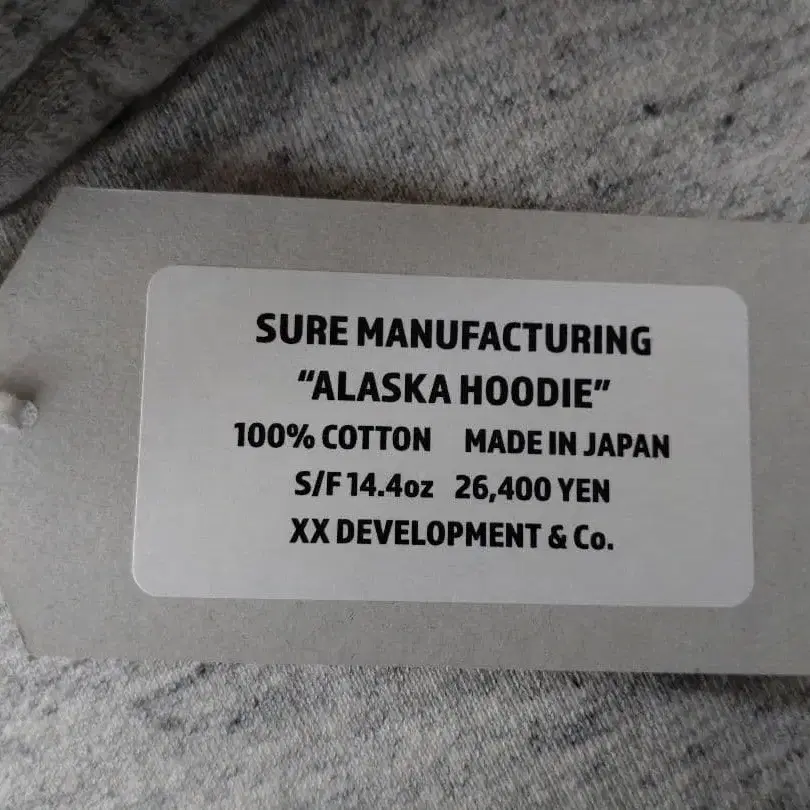 SURE MANUFACTURING
“ALASKA HOODIE”
100% COTTON MADE IN JAPAN
S/F 14.4oz 26,400 YEN
XX DEVELOPMENT & Co.